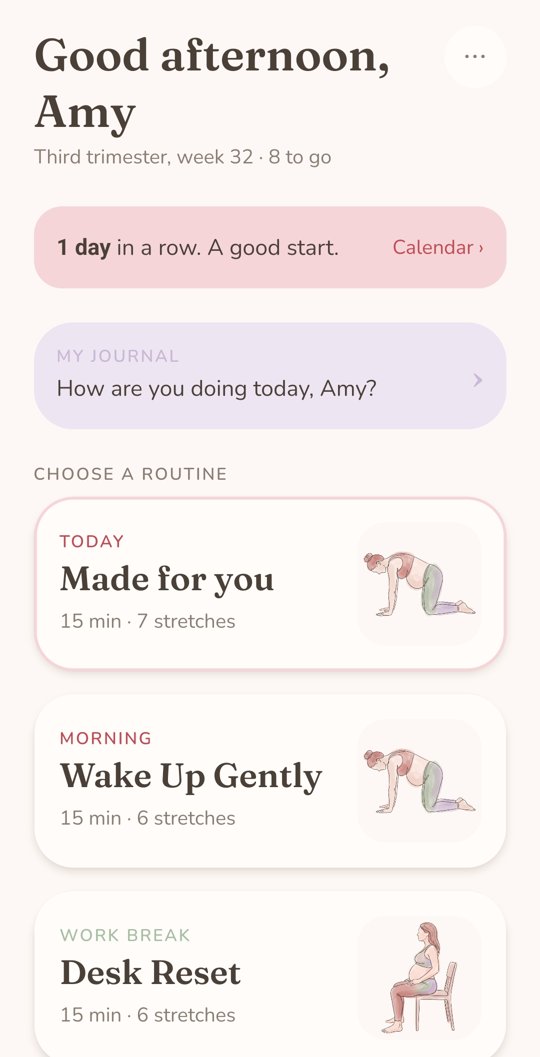 Good afternoon,
Amy
Third trimester, week 32 · 8 to go
1 day in a row. A good start.
Calendar ›
MY JOURNAL
How are you doing today, Amy?
CHOOSE A ROUTINE
TODAY
Made for you
15 min · 7 stretches
MORNING
Wake Up Gently
15 min · 6 stretches
WORK BREAK
Desk Reset
15 min · 6 stretches